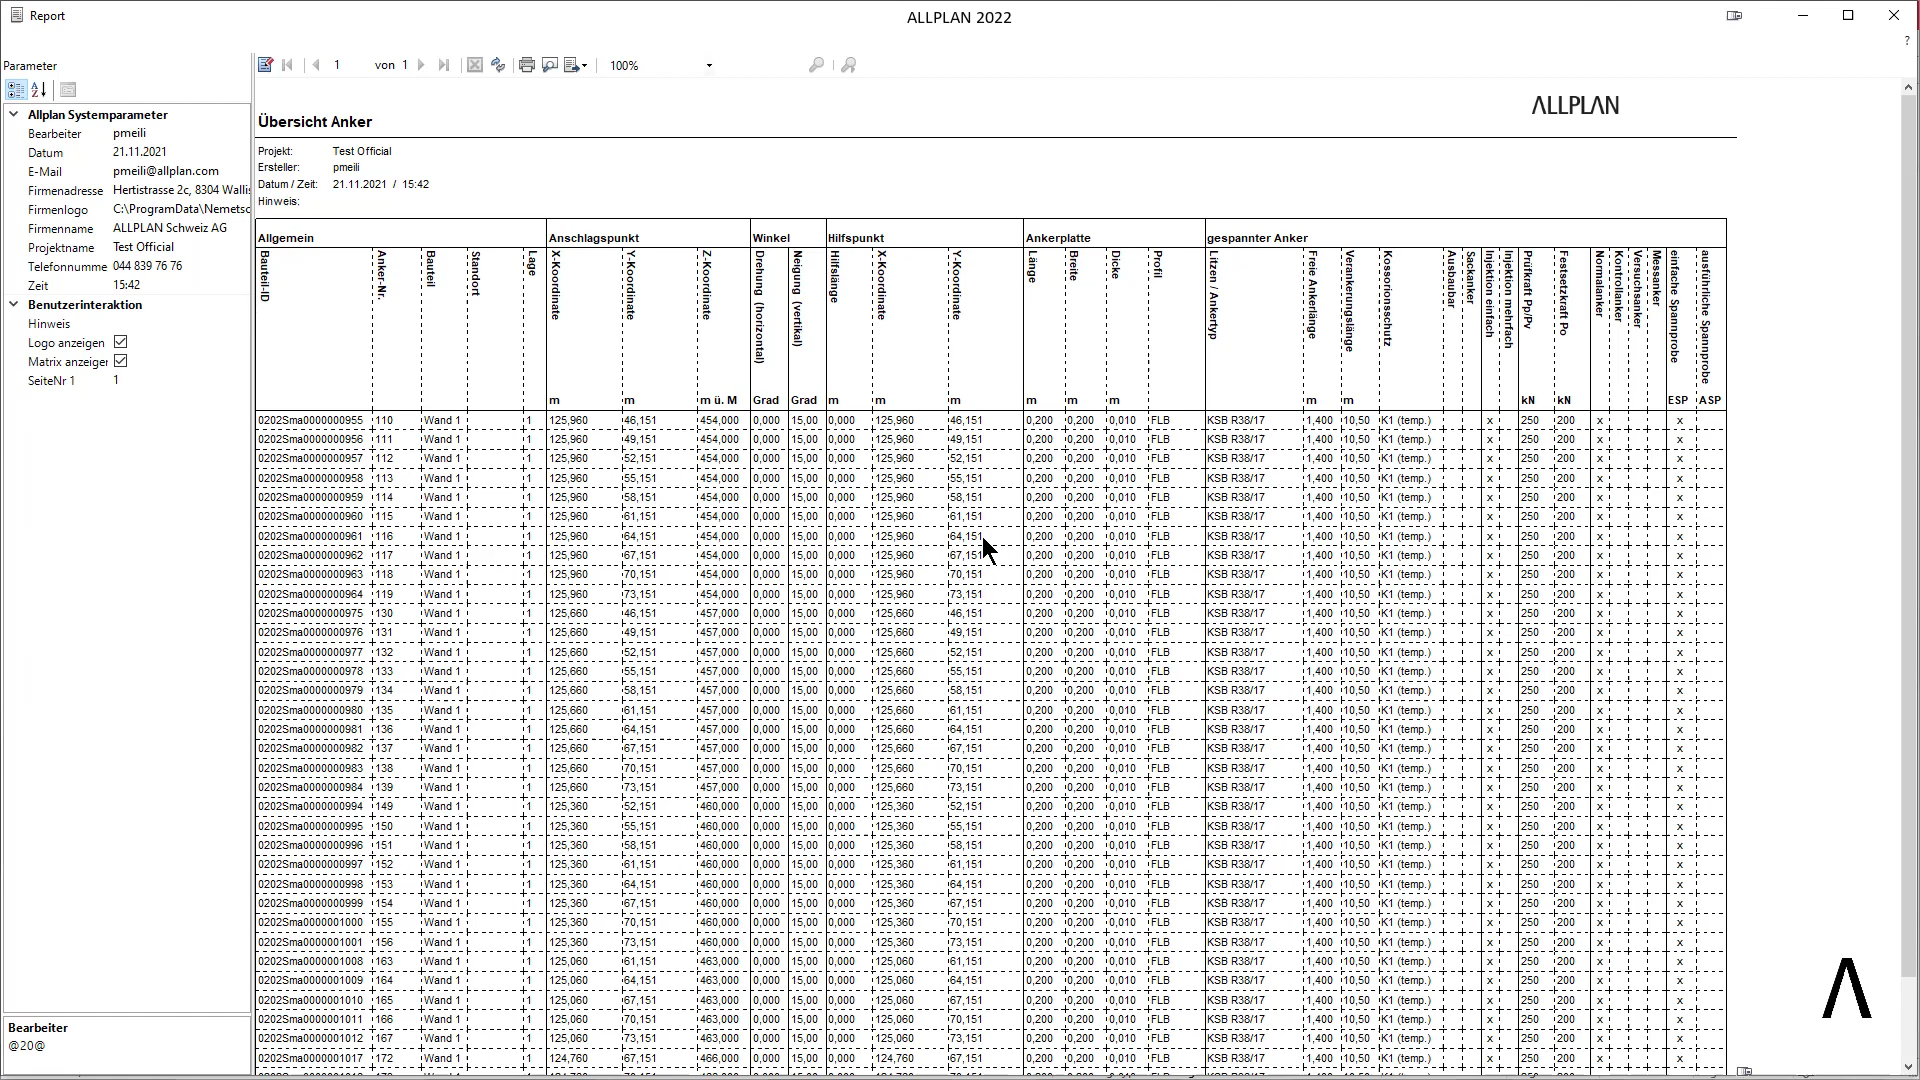 Report
ALLPLAN 2022
?
Parameter
1 von 1 100%
Allplan Systemparameter
Bearbeiter pmeili
Datum 21.11.2021
E-Mail pmeili@allplan.com
Firmenadresse Hertistrasse 2c, 8304 Wallis
Firmenlogo C:\ProgramData\Nemetsc
Firmenname ALLPLAN Schweiz AG
Projektname Test Official
Telefonnumme 044 839 76 76
Zeit 15:42
Benutzerinteraktion
Hinweis
Logo anzeigen
Matrix anzeiger
SeiteNr 1 1
Bearbeiter
@20@
ALLPLAN
Übersicht Anker
Projekt: Test Official
Ersteller: pmeili
Datum / Zeit: 21.11.2021 / 15:42
Hinweis:
Allgemein Anschlagspunkt Winkel Hilfspunkt Ankerplatte gespannter Anker
Bauteil-ID Anker-Nr. Bauteil Standort Lage X-Koordinate Y-Koordinate Z-Koordinate Drehung (horizontal) Neigung (vertikal) Hilfslänge X-Koordinate Y-Koordinate Länge Breite Dicke Profil Litzen / Ankertyp Freie Ankerlänge Verankerungslänge Kossorionsschutz Ausbaubar Sackanker Injektion einfach Injektion mehrfach Prüfkraft Pp/Pv Festsetzkraft Po Normalanker Kontrollanker Versuchsanker Messanker einfache Spannprobe ausführliche Spannprobe
m m m ü. M Grad Grad m m m m m m m m kN kN ESP ASP
0202Sma0000000955 110 Wand 1 1 125,960 46,151 454,000 0,000 15,00 0,000 125,960 46,151 0,200 0,200 0,010 FLB KSB R38/17 1,400 10,50 K1 (temp.) x 250 200 x x
0202Sma0000000956 111 Wand 1 1 125,960 49,151 454,000 0,000 15,00 0,000 125,960 49,151 0,200 0,200 0,010 FLB KSB R38/17 1,400 10,50 K1 (temp.) x 250 200 x x
0202Sma0000000957 112 Wand 1 1 125,960 52,151 454,000 0,000 15,00 0,000 125,960 52,151 0,200 0,200 0,010 FLB KSB R38/17 1,400 10,50 K1 (temp.) x 250 200 x x
0202Sma0000000958 113 Wand 1 1 125,960 55,151 454,000 0,000 15,00 0,000 125,960 55,151 0,200 0,200 0,010 FLB KSB R38/17 1,400 10,50 K1 (temp.) x 250 200 x x
0202Sma0000000959 114 Wand 1 1 125,960 58,151 454,000 0,000 15,00 0,000 125,960 58,151 0,200 0,200 0,010 FLB KSB R38/17 1,400 10,50 K1 (temp.) x 250 200 x x
0202Sma0000000960 115 Wand 1 1 125,960 61,151 454,000 0,000 15,00 0,000 125,960 61,151 0,200 0,200 0,010 FLB KSB R38/17 1,400 10,50 K1 (temp.) x 250 200 x x
0202Sma0000000961 116 Wand 1 1 125,960 64,151 454,000 0,000 15,00 0,000 125,960 64,151 0,200 0,200 0,010 FLB KSB R38/17 1,400 10,50 K1 (temp.) x 250 200 x x
0202Sma0000000962 117 Wand 1 1 125,960 67,151 454,000 0,000 15,00 0,000 125,960 67,151 0,200 0,200 0,010 FLB KSB R38/17 1,400 10,50 K1 (temp.) x 250 200 x x
0202Sma0000000963 118 Wand 1 1 125,960 70,151 454,000 0,000 15,00 0,000 125,960 70,151 0,200 0,200 0,010 FLB KSB R38/17 1,400 10,50 K1 (temp.) x 250 200 x x
0202Sma0000000964 119 Wand 1 1 125,960 73,151 454,000 0,000 15,00 0,000 125,960 73,151 0,200 0,200 0,010 FLB KSB R38/17 1,400 10,50 K1 (temp.) x 250 200 x x
0202Sma0000000975 130 Wand 1 1 125,660 46,151 457,000 0,000 15,00 0,000 125,660 46,151 0,200 0,200 0,010 FLB KSB R38/17 1,400 10,50 K1 (temp.) x 250 200 x x
0202Sma0000000976 131 Wand 1 1 125,660 49,151 457,000 0,000 15,00 0,000 125,660 49,151 0,200 0,200 0,010 FLB KSB R38/17 1,400 10,50 K1 (temp.) x 250 200 x x
0202Sma0000000977 132 Wand 1 1 125,660 52,151 457,000 0,000 15,00 0,000 125,660 52,151 0,200 0,200 0,010 FLB KSB R38/17 1,400 10,50 K1 (temp.) x 250 200 x x
0202Sma0000000978 133 Wand 1 1 125,660 55,151 457,000 0,000 15,00 0,000 125,660 55,151 0,200 0,200 0,010 FLB KSB R38/17 1,400 10,50 K1 (temp.) x 250 200 x x
0202Sma0000000979 134 Wand 1 1 125,660 58,151 457,000 0,000 15,00 0,000 125,660 58,151 0,200 0,200 0,010 FLB KSB R38/17 1,400 10,50 K1 (temp.) x 250 200 x x
0202Sma0000000980 135 Wand 1 1 125,660 61,151 457,000 0,000 15,00 0,000 125,660 61,151 0,200 0,200 0,010 FLB KSB R38/17 1,400 10,50 K1 (temp.) x 250 200 x x
0202Sma0000000981 136 Wand 1 1 125,660 64,151 457,000 0,000 15,00 0,000 125,660 64,151 0,200 0,200 0,010 FLB KSB R38/17 1,400 10,50 K1 (temp.) x 250 200 x x
0202Sma0000000982 137 Wand 1 1 125,660 67,151 457,000 0,000 15,00 0,000 125,660 67,151 0,200 0,200 0,010 FLB KSB R38/17 1,400 10,50 K1 (temp.) x 250 200 x x
0202Sma0000000983 138 Wand 1 1 125,660 70,151 457,000 0,000 15,00 0,000 125,660 70,151 0,200 0,200 0,010 FLB KSB R38/17 1,400 10,50 K1 (temp.) x 250 200 x x
0202Sma0000000984 139 Wand 1 1 125,660 73,151 457,000 0,000 15,00 0,000 125,660 73,151 0,200 0,200 0,010 FLB KSB R38/17 1,400 10,50 K1 (temp.) x 250 200 x x
0202Sma0000000994 149 Wand 1 1 125,360 52,151 460,000 0,000 15,00 0,000 125,360 52,151 0,200 0,200 0,010 FLB KSB R38/17 1,400 10,50 K1 (temp.) x 250 200 x x
0202Sma0000000995 150 Wand 1 1 125,360 55,151 460,000 0,000 15,00 0,000 125,360 55,151 0,200 0,200 0,010 FLB KSB R38/17 1,400 10,50 K1 (temp.) x 250 200 x x
0202Sma0000000996 151 Wand 1 1 125,360 58,151 460,000 0,000 15,00 0,000 125,360 58,151 0,200 0,200 0,010 FLB KSB R38/17 1,400 10,50 K1 (temp.) x 250 200 x x
0202Sma0000000997 152 Wand 1 1 125,360 61,151 460,000 0,000 15,00 0,000 125,360 61,151 0,200 0,200 0,010 FLB KSB R38/17 1,400 10,50 K1 (temp.) x 250 200 x x
0202Sma0000000998 153 Wand 1 1 125,360 64,151 460,000 0,000 15,00 0,000 125,360 64,151 0,200 0,200 0,010 FLB KSB R38/17 1,400 10,50 K1 (temp.) x 250 200 x x
0202Sma0000000999 154 Wand 1 1 125,360 67,151 460,000 0,000 15,00 0,000 125,360 67,151 0,200 0,200 0,010 FLB KSB R38/17 1,400 10,50 K1 (temp.) x 250 200 x x
0202Sma0000001000 155 Wand 1 1 125,360 70,151 460,000 0,000 15,00 0,000 125,360 70,151 0,200 0,200 0,010 FLB KSB R38/17 1,400 10,50 K1 (temp.) x 250 200 x x
0202Sma0000001001 156 Wand 1 1 125,360 73,151 460,000 0,000 15,00 0,000 125,360 73,151 0,200 0,200 0,010 FLB KSB R38/17 1,400 10,50 K1 (temp.) x 250 200 x x
0202Sma0000001008 163 Wand 1 1 125,060 61,151 463,000 0,000 15,00 0,000 125,060 61,151 0,200 0,200 0,010 FLB KSB R38/17 1,400 10,50 K1 (temp.) x 250 200 x x
0202Sma0000001009 164 Wand 1 1 125,060 64,151 463,000 0,000 15,00 0,000 125,060 64,151 0,200 0,200 0,010 FLB KSB R38/17 1,400 10,50 K1 (temp.) x 250 200 x x
0202Sma0000001010 165 Wand 1 1 125,060 67,151 463,000 0,000 15,00 0,000 125,060 67,151 0,200 0,200 0,010 FLB KSB R38/17 1,400 10,50 K1 (temp.) x 250 200 x x
0202Sma0000001011 166 Wand 1 1 125,060 70,151 463,000 0,000 15,00 0,000 125,060 70,151 0,200 0,200 0,010 FLB KSB R38/17 1,400 10,50 K1 (temp.) x 250 200 x x
0202Sma0000001012 167 Wand 1 1 125,060 73,151 463,000 0,000 15,00 0,000 125,060 73,151 0,200 0,200 0,010 FLB KSB R38/17 1,400 10,50 K1 (temp.) x 250 200 x x
0202Sma0000001017 172 Wand 1 1 124,760 67,151 466,000 0,000 15,00 0,000 124,760 67,151 0,200 0,200 0,010 FLB KSB R38/17 1,400 10,50 K1 (temp.) x 250 200 x x